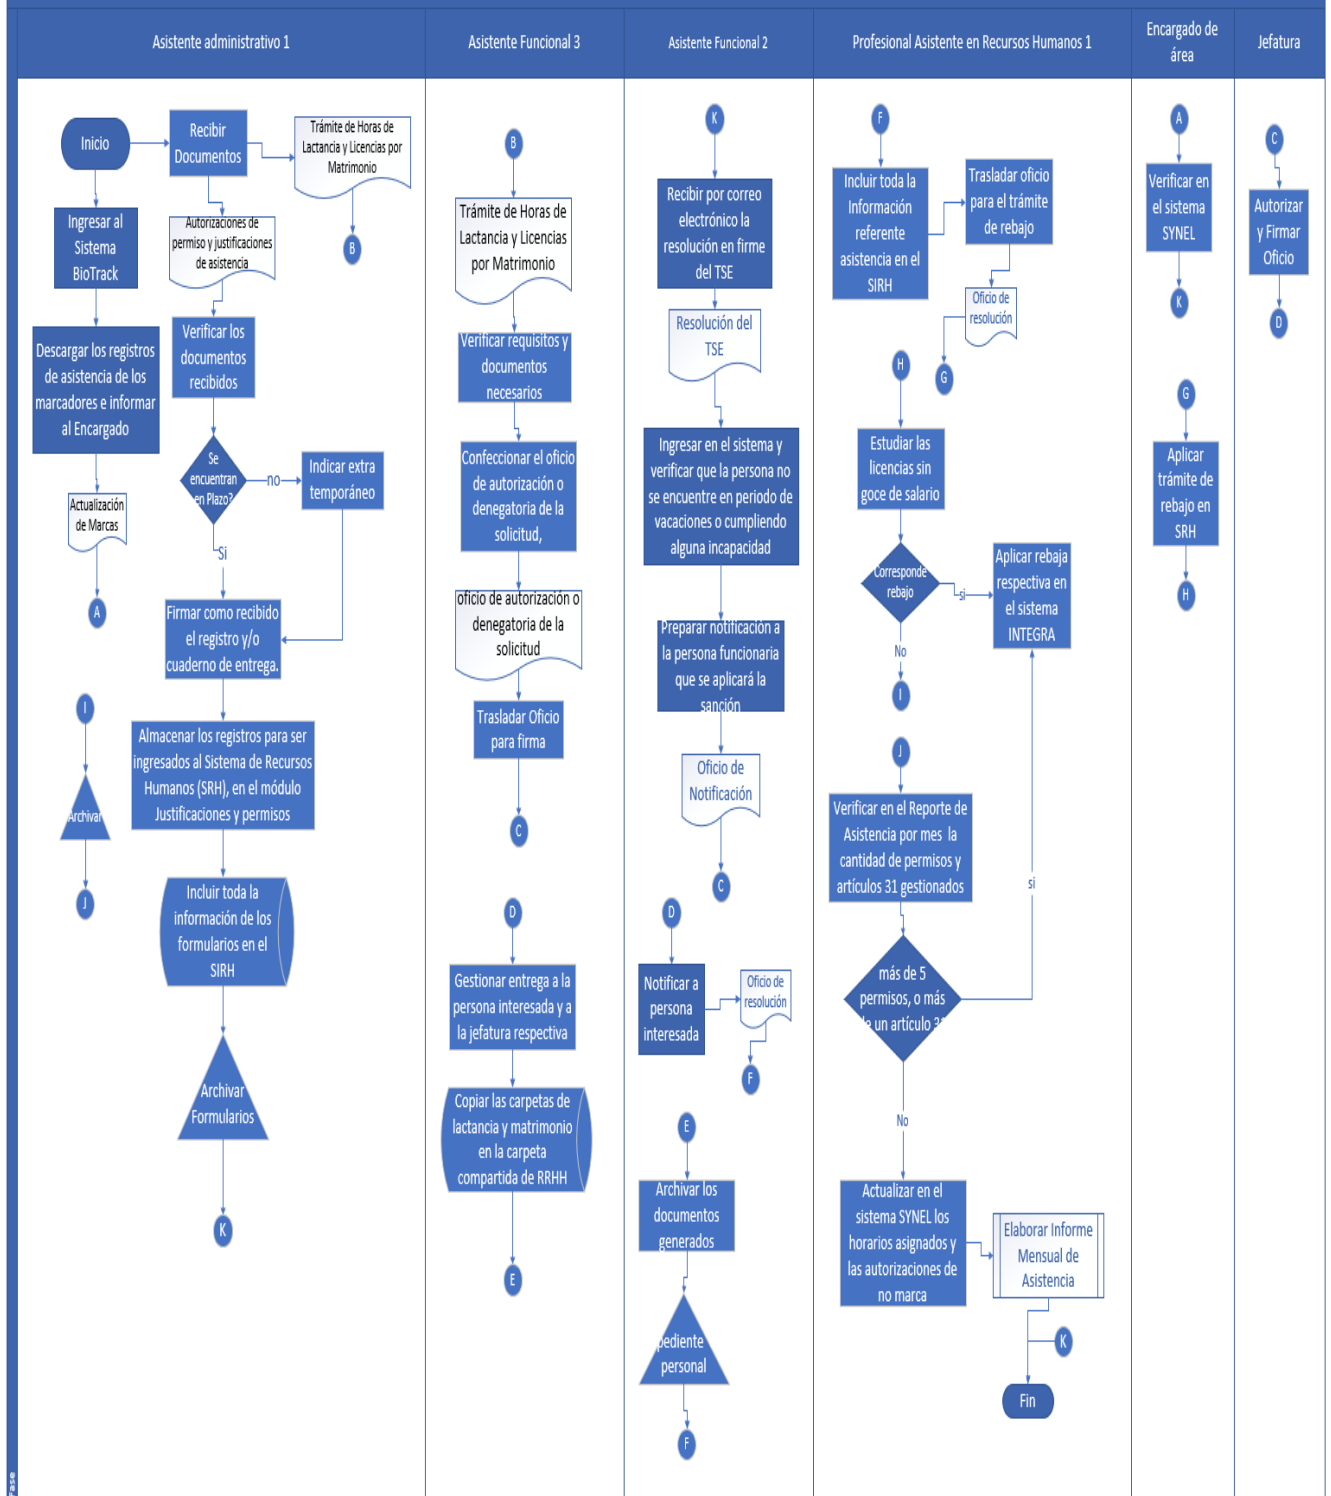 Asistente administrativo 1
Asistente Funcional 3
Asistente Funcional 2
Profesional Asistente en Recursos Humanos 1
Encargado de
área
Jefatura
Inicio
Recibir
Documentos
Trámite de Horas de
Lactancia y Licencias por
Matrimonio
B
Ingresar al
Sistema
BioTrack
Autorizaciones de
permiso y justificaciones
de asistencia
Descargar los registros
de asistencia de los
marcadores e informar
al Encargado
Verificar los
documentos
recibidos
Actualización
de Marcas
A
Se
encuentran
en Plazo?
no
Indicar extra
temporáneo
Si
Firmar como recibido
el registro y/o
cuaderno de entrega.
Almacenar los registros para ser
ingresados al Sistema de Recursos
Humanos (SRH), en el módulo
Justificaciones y permisos
I
Archivar
J
Incluir toda la
información de los
formularios en el
SIRH
Archivar
Formularios
K
B
Trámite de Horas de
Lactancia y Licencias
por Matrimonio
Verificar requisitos y
documentos
necesarios
Confeccionar el oficio
de autorización o
denegatoria de la
solicitud,
oficio de autorización o
denegatoria de la
solicitud
Trasladar Oficio
para firma
C
D
Gestionar entrega a la
persona interesada y a
la jefatura respectiva
Copiar las carpetas de
lactancia y matrimonio
en la carpeta
compartida de RRHH
E
K
Recibir por correo
electrónico la
resolución en firme
del TSE
Resolución del
TSE
Ingresar en el sistema y
verificar que la persona no
se encuentre en periodo de
vacaciones o cumpliendo
alguna incapacidad
Preparar notificación a
la persona funcionaria
que se aplicará la
sanción
Oficio de
Notificación
C
D
Notificar a
persona
interesada
Oficio de
resolución
F
E
Archivar los
documentos
generados
pediente
personal
F
F
Incluir toda la
Información
referente
asistencia en el
SIRH
Trasladar oficio
para el trámite
de rebajo
Oficio de
resolución
G
H
Estudiar las
licencias sin
goce de salario
Corresponde
rebajo
si
Aplicar rebaja
respectiva en
el sistema
INTEGRA
No
I
J
Verificar en el Reporte de
Asistencia por mes la
cantidad de permisos y
artículos 31 gestionados
si
más de 5
permisos, o más
de un artículo 31
No
Actualizar en el
sistema SYNEL los
horarios asignados y
las autorizaciones de
no marca
Elaborar Informe
Mensual de
Asistencia
K
Fin
A
Verificar en
el sistema
SYNEL
K
G
Aplicar
trámite de
rebajo en
SRH
H
C
Autorizar
y Firmar
Oficio
D
Fase